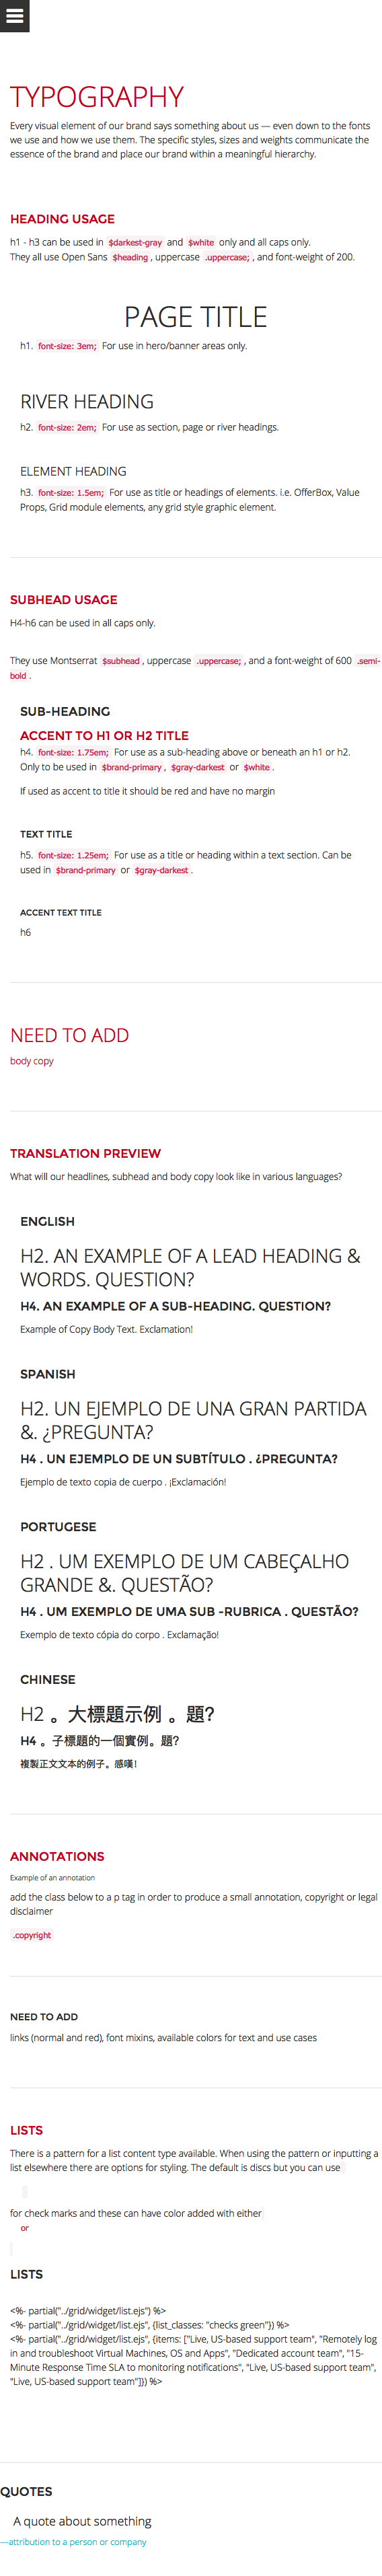 TYPOGRAPHY
Every visual element of our brand says something about us — even down to the fonts
we use and how we use them. The specific styles, sizes and weights communicate the
essence of the brand and place our brand within a meaningful hierarchy.
HEADING USAGE
h1 - h3 can be used in $darkest-gray and $white only and all caps only.
They all use Open Sans $heading , uppercase .uppercase; , and font-weight of 200.
PAGE TITLE
h1. font-size: 3em; For use in hero/banner areas only.
RIVER HEADING
h2. font-size: 2em; For use as section, page or river headings.
ELEMENT HEADING
h3. font-size: 1.5em; For use as title or headings of elements. i.e. OfferBox, Value
Props, Grid module elements, any grid style graphic element.
SUBHEAD USAGE
H4-h6 can be used in all caps only.
They use Montserrat $subhead , uppercase .uppercase; , and a font-weight of 600 .semi-
bold .
SUB-HEADING
ACCENT TO H1 OR H2 TITLE
h4. font-size: 1.75em; For use as a sub-heading above or beneath an h1 or h2.
Only to be used in $brand-primary , $gray-darkest or $white .
If used as accent to title it should be red and have no margin
TEXT TITLE
h5. font-size: 1.25em; For use as a title or heading within a text section. Can be
used in $brand-primary or $gray-darkest .
ACCENT TEXT TITLE
h6
NEED TO ADD
body copy
TRANSLATION PREVIEW
What will our headlines, subhead and body copy look like in various languages?
ENGLISH
H2. AN EXAMPLE OF A LEAD HEADING &
WORDS. QUESTION?
H4. AN EXAMPLE OF A SUB-HEADING. QUESTION?
Example of Copy Body Text. Exclamation!
SPANISH
H2. UN EJEMPLO DE UNA GRAN PARTIDA
&. ¿PREGUNTA?
H4 . UN EJEMPLO DE UN SUBTÍTULO . ¿PREGUNTA?
Ejemplo de texto copia de cuerpo . ¡Exclamación!
PORTUGESE
H2 . UM EXEMPLO DE UM CABEÇALHO
GRANDE &. QUESTÃO?
H4 . UM EXEMPLO DE UMA SUB -RUBRICA . QUESTÃO?
Exemplo de texto cópia do corpo . Exclamação!
CHINESE
H2 。大標題示例 。題?
H4 。子標題的一個實例。題?
複製正文文本的例子。感嘆!
ANNOTATIONS
Example of an annotation
add the class below to a p tag in order to produce a small annotation, copyright or legal
disclaimer
.copyright
NEED TO ADD
links (normal and red), font mixins, available colors for text and use cases
LISTS
There is a pattern for a list content type available. When using the pattern or inputting a
list elsewhere there are options for styling. The default is discs but you can use
for check marks and these can have color added with either
or
LISTS
<%- partial("../grid/widget/list.ejs") %>
<%- partial("../grid/widget/list.ejs", {list_classes: "checks green"}) %>
<%- partial("../grid/widget/list.ejs", {items: ["Live, US-based support team", "Remotely log
in and troubleshoot Virtual Machines, OS and Apps", "Dedicated account team", "15-
Minute Response Time SLA to monitoring notifications", "Live, US-based support team",
"Live, US-based support team"]}) %>
QUOTES
A quote about something
—attribution to a person or company